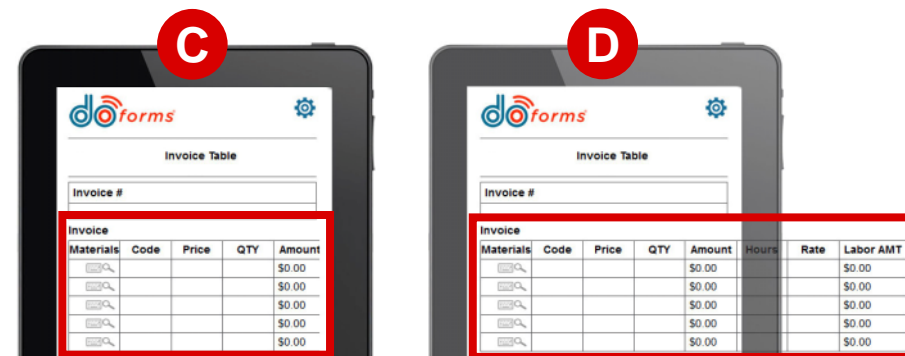 C
doforms
Invoice Table
Invoice #
Invoice
Materials Code Price QTY Amount
$0.00
$0.00
$0.00
$0.00
$0.00
D
doforms
Invoice Table
Invoice #
Invoice
Materials Code Price QTY Amount Hours Rate Labor AMT
$0.00 $0.00
$0.00 $0.00
$0.00 $0.00
$0.00 $0.00
$0.00 $0.00